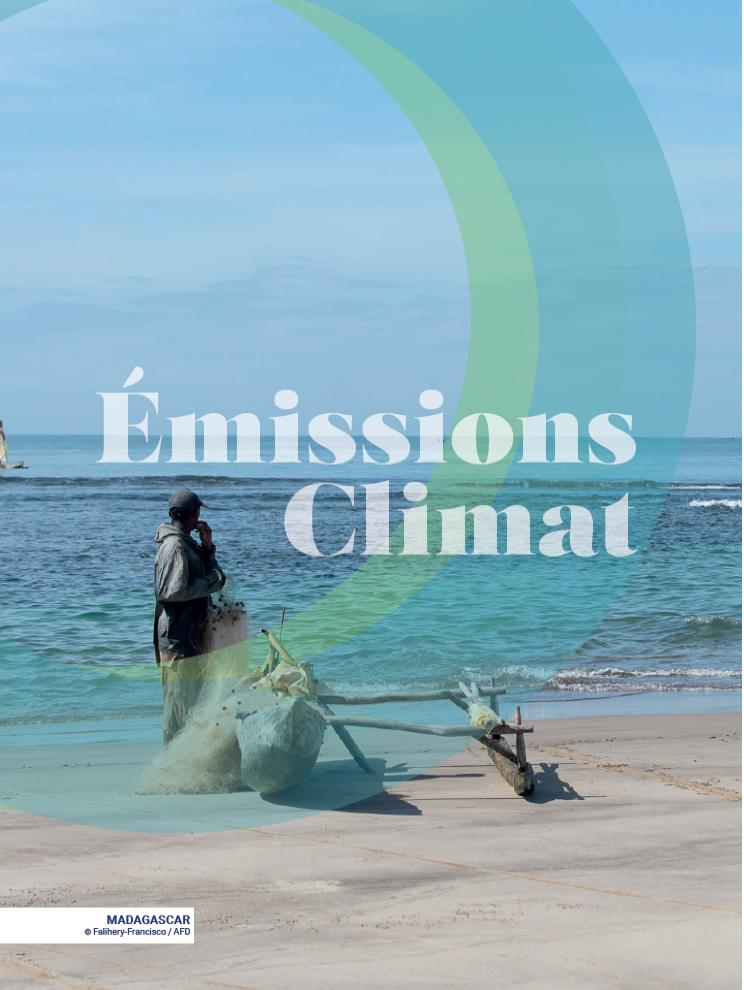 Émissions
Climat
MADAGASCAR
© Falihery-Francisco / AFD